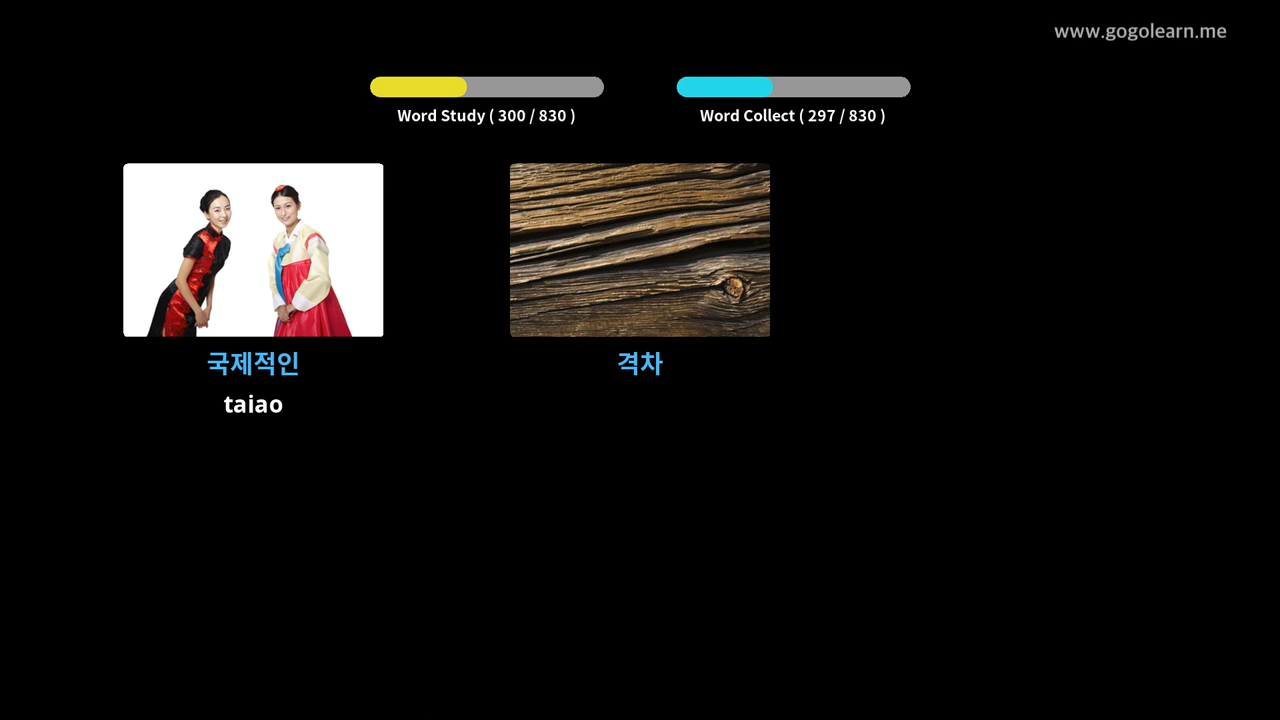 www.gogolearn.me
Word Study ( 300 / 830 )
Word Collect ( 297 / 830 )
국제적인
격차
taiao